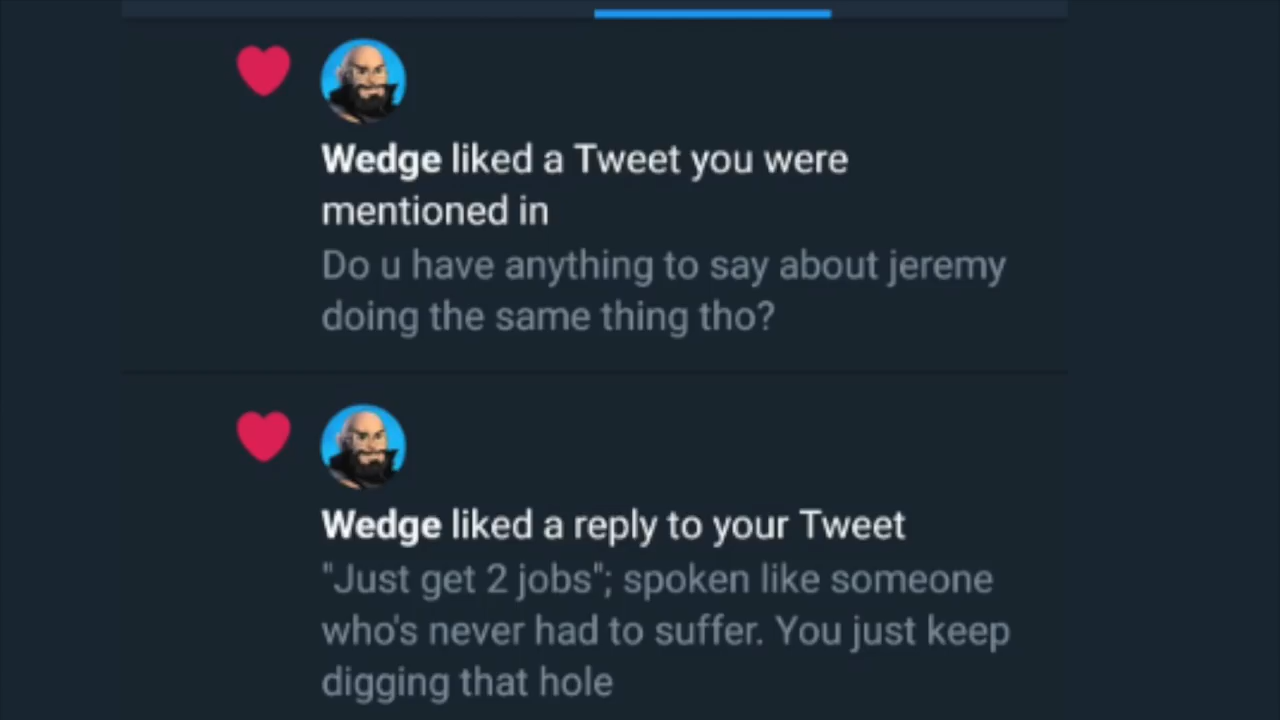 Wedge liked a Tweet you were
mentioned in
Do u have anything to say about jeremy
doing the same thing tho?
Wedge liked a reply to your Tweet
"Just get 2 jobs"; spoken like someone
who's never had to suffer. You just keep
digging that hole